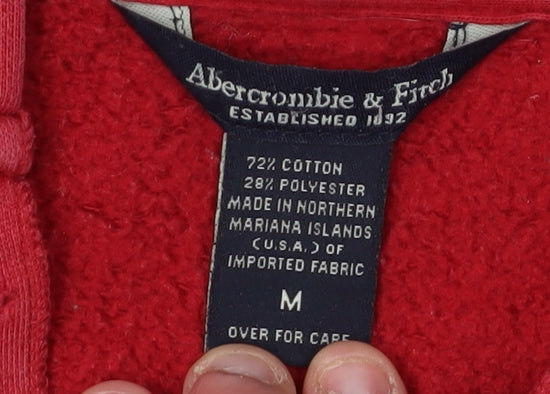 Abercrombie & Fitch
ESTABLISHED 1892
72% COTTON
28% POLYESTER
MADE IN NORTHERN
MARIANA ISLANDS
(U.S.A.) OF
IMPORTED FABRIC
M
OVER FOR CARE